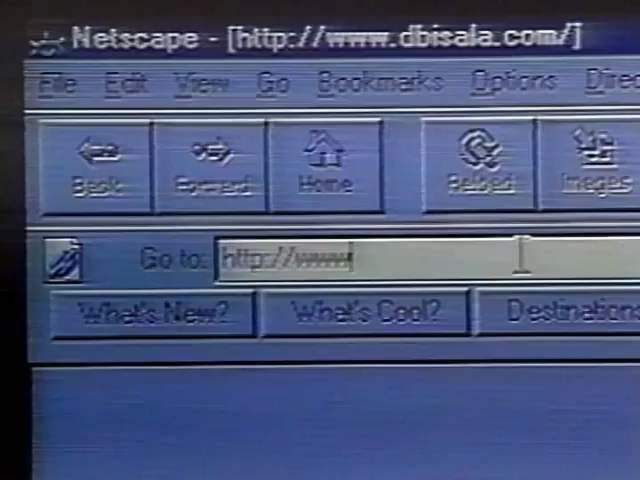 Netscape - [http://www.dbisala.com/]
File Edit View Go Bookmarks Options Direc
Back Forward Home Reload Images
Go to: http://www
What's New? What's Cool? Destinations